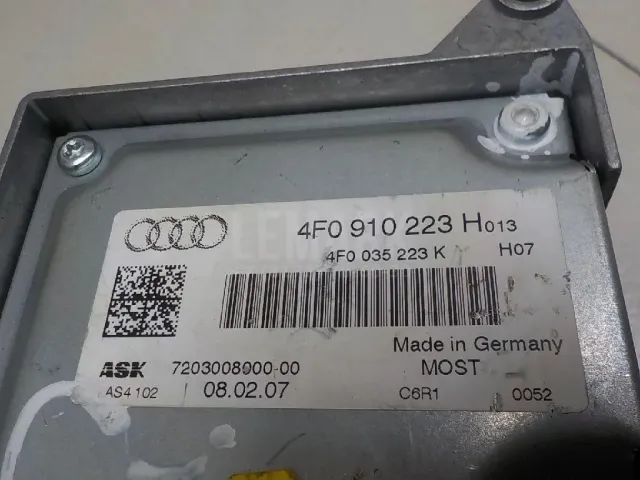 4F0 910 223 H 013
4F0 035 223 K H07
Made in Germany
ASK 7203008000-00 MOST
AS4 102 08.02.07 C6R1 0052